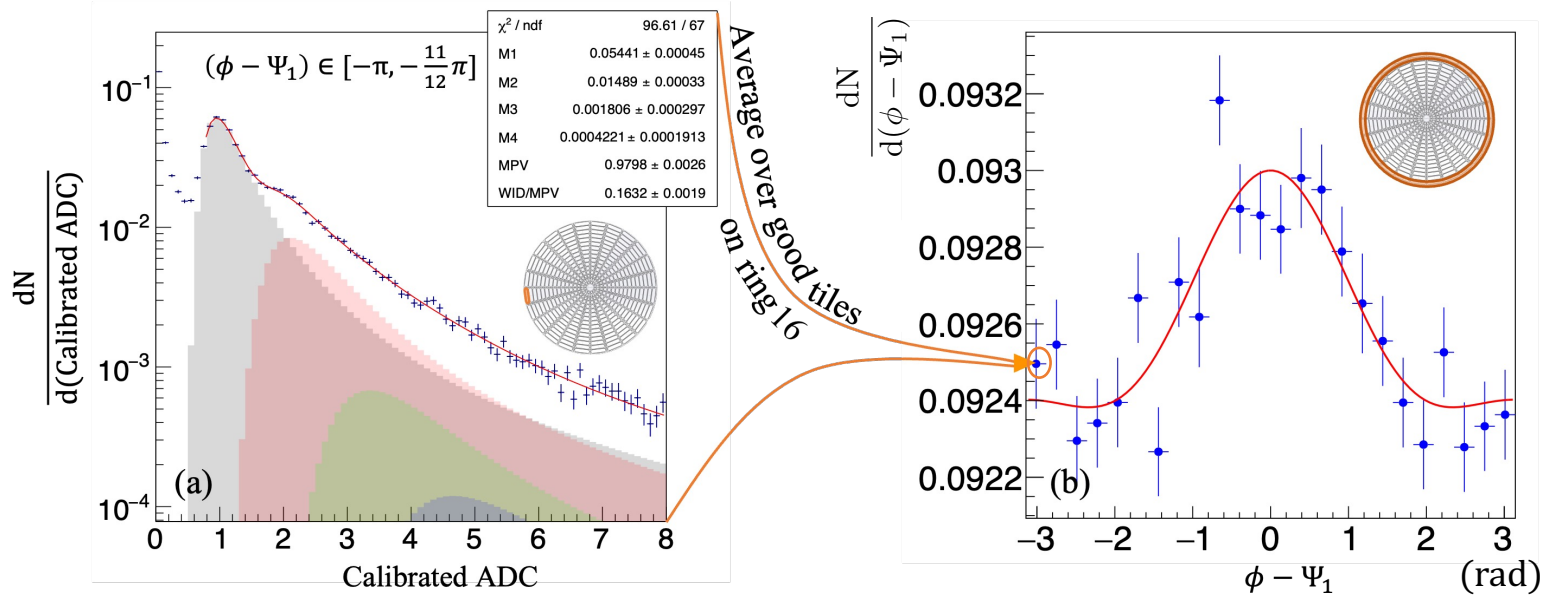 (ϕ − Ψ₁) ∈ [−π, −11/12 π]
χ² / ndf 96.61 / 67
M1 0.05441 ± 0.00045
M2 0.01489 ± 0.00033
M3 0.001806 ± 0.000297
M4 0.0004221 ± 0.0001913
MPV 0.9798 ± 0.0026
WID/MPV 0.1632 ± 0.0019
dN
d(Calibrated ADC)
10⁻¹
10⁻²
10⁻³
10⁻⁴
(a)
0 1 2 3 4 5 6 7 8
Calibrated ADC
Average over good tiles
on ring 16
dN
d(ϕ − Ψ₁)
0.0932
0.093
0.0928
0.0926
0.0924
0.0922
(b)
−3 −2 −1 0 1 2 3
ϕ − Ψ₁ (rad)